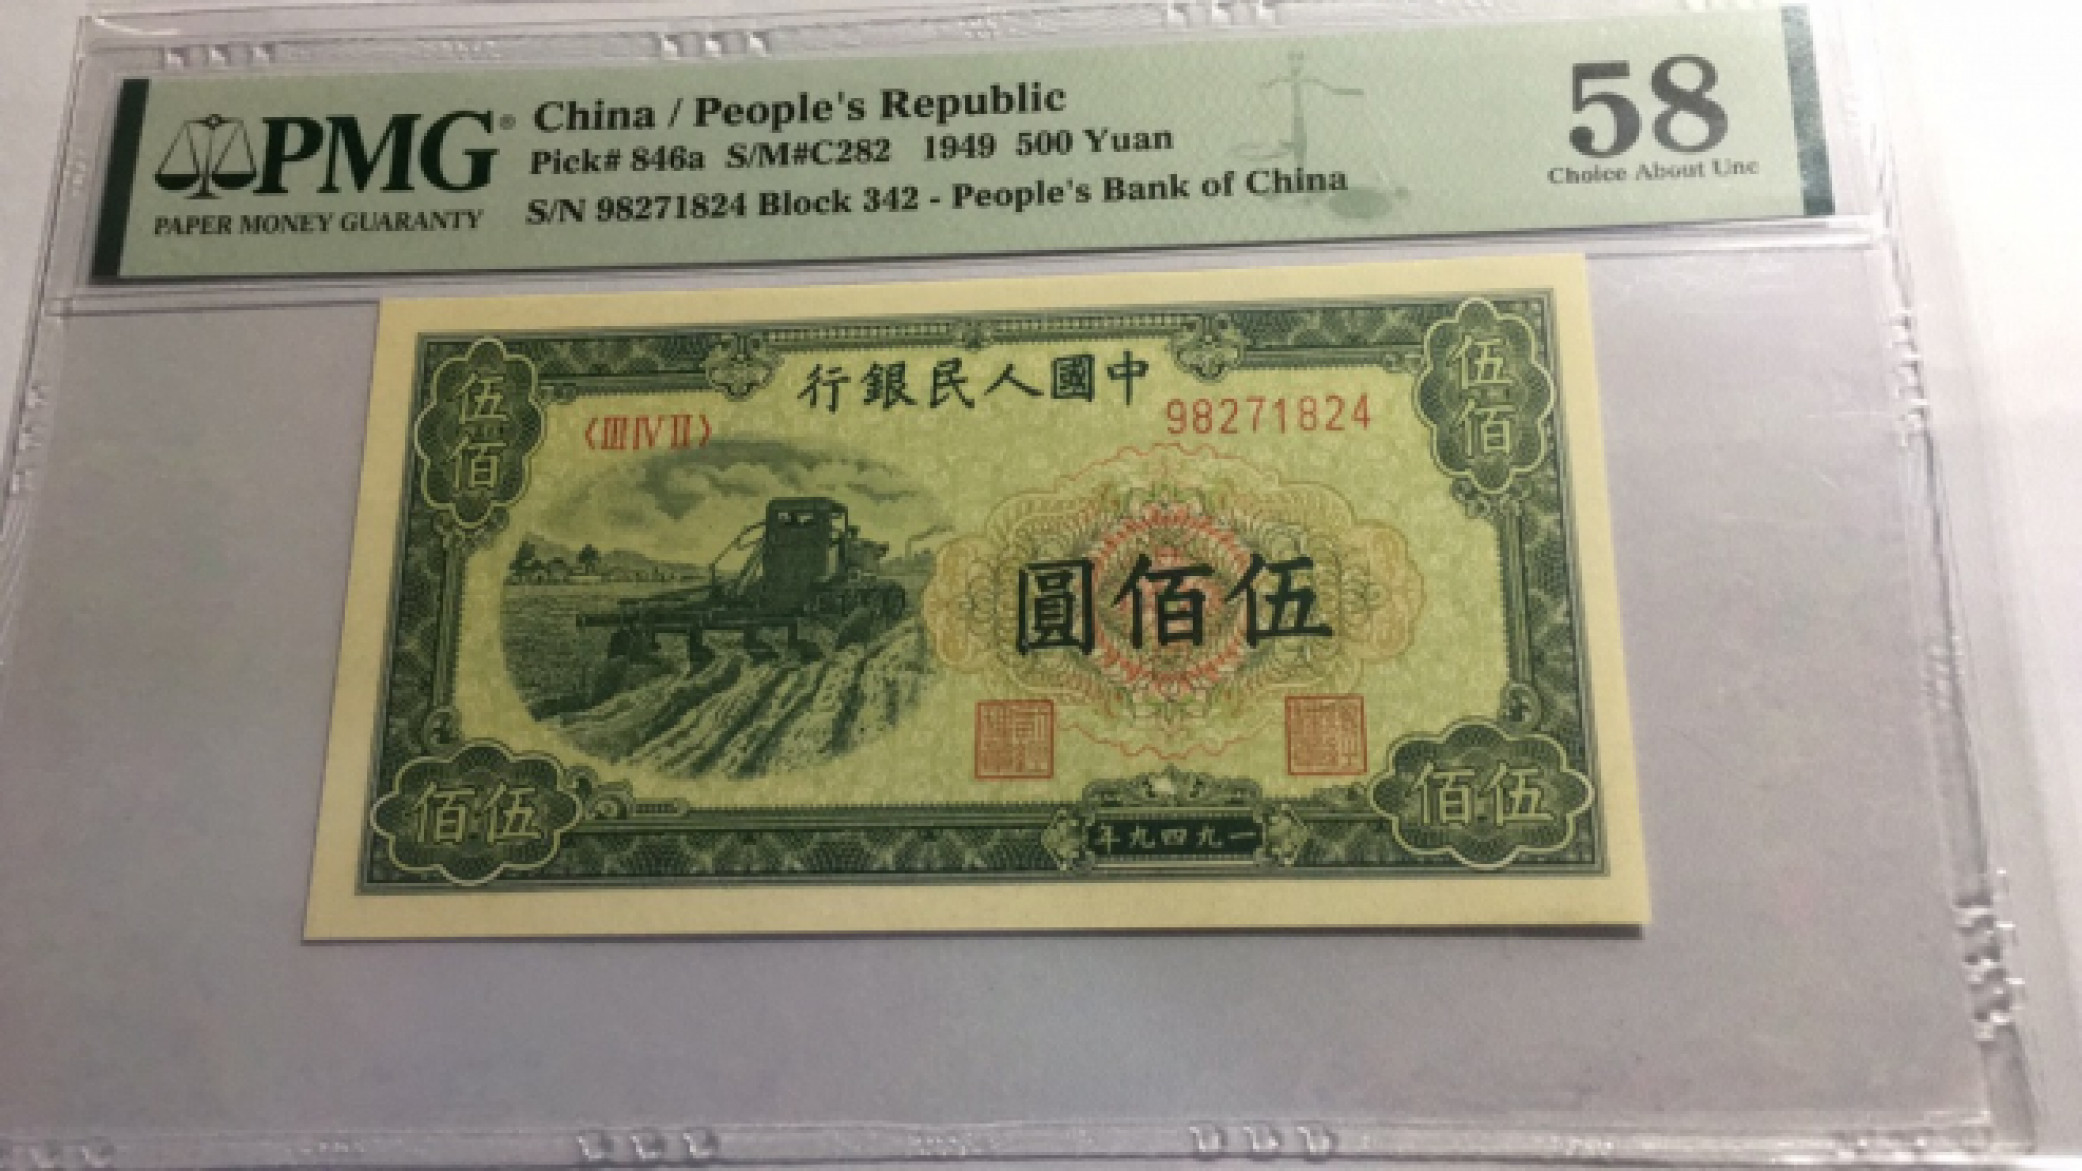 PMG®
PAPER MONEY GUARANTY
China / People's Republic
Pick# 846a S/M#C282 1949 500 Yuan
S/N 98271824 Block 342 - People's Bank of China
58
Choice About Unc
行銀民人國中
伍佰
伍佰
〈III IV II〉
98271824
圓佰伍
佰伍
佰伍
年九四九一